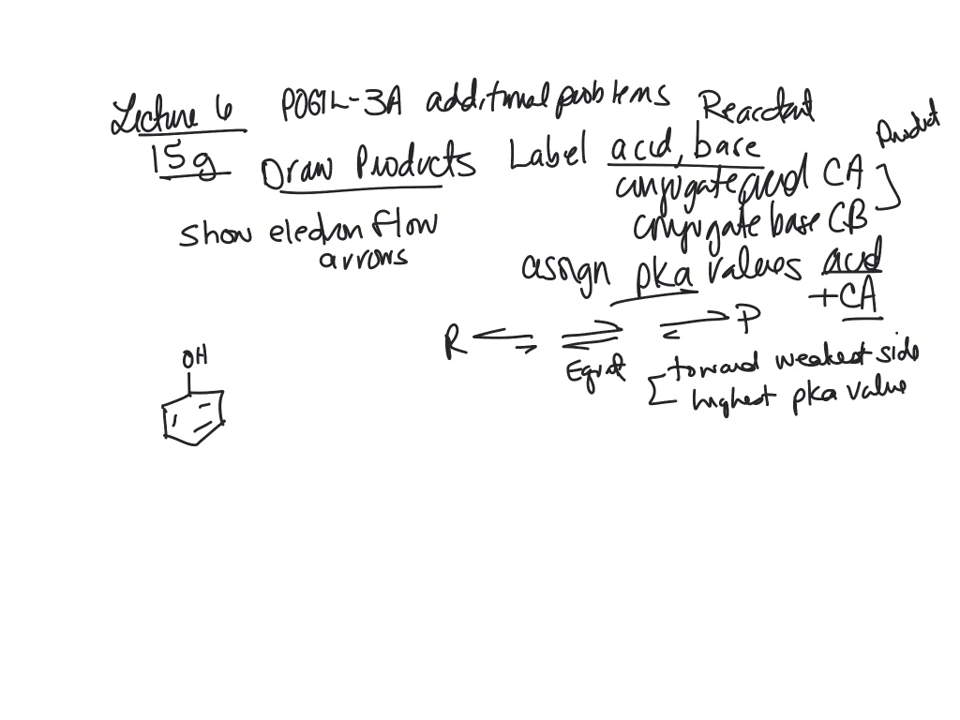 Lecture 6 POGIL-3A additional problems Reactant
15g Draw Products Label acid, base Product
conjugate acid CA
Show electron flow conjugate base CB
arrows assign pka values acid
+CA
R P
Equal toward weakest side
highest pka value
OH